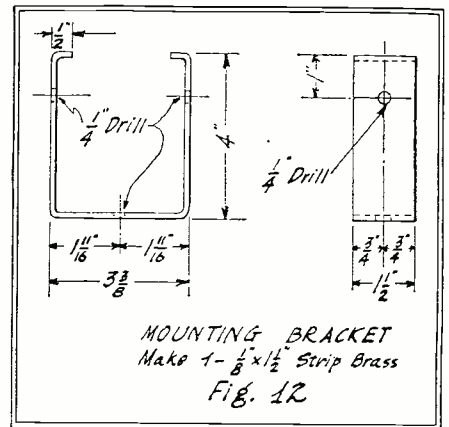 1/2"
1/4" Drill
4"
1"
1/4" Drill
1 11/16" 1 11/16"
3 3/8"
3/4" 3/4"
1 1/2"
MOUNTING BRACKET
Make 1 - 1/8" x 1 1/2" Strip Brass
Fig. 12